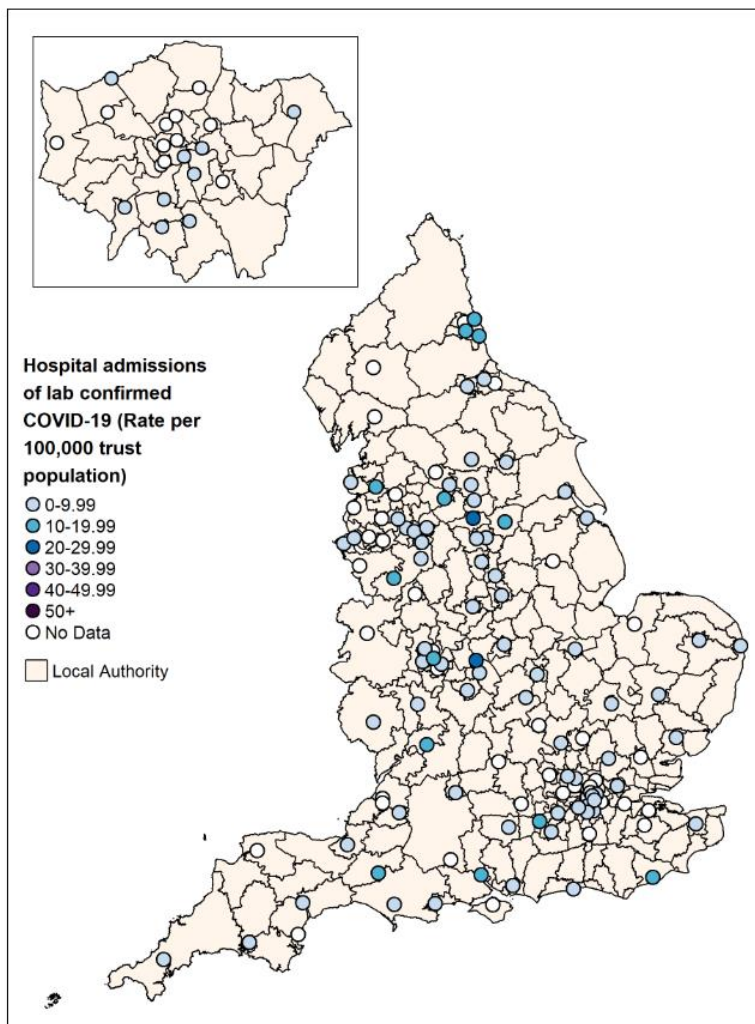 Hospital admissions
of lab confirmed
COVID-19 (Rate per
100,000 trust
population)
0-9.99
10-19.99
20-29.99
30-39.99
40-49.99
50+
No Data
Local Authority